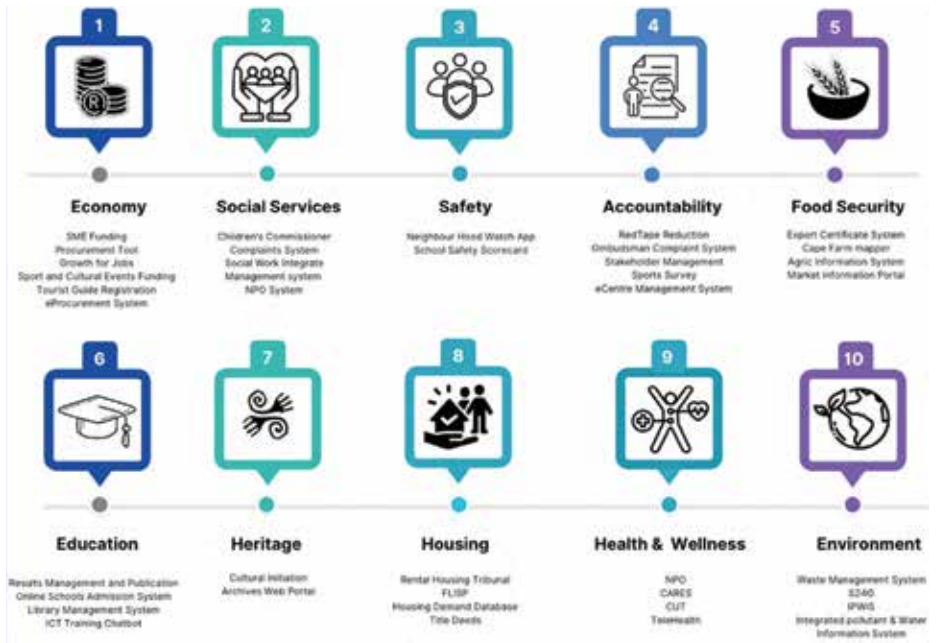 1
2
3
4
5
R
Economy
SME Funding
Procurement Tool
Growth for Jobs
Sport and Cultural Events Funding
Tourist Guide Registration
eProcurement System
Social Services
Children's Commissioner
Complaints System
Social Work Integrate
Management system
NPO System
Safety
Neighbour Hood Watch App
School Safety Scorecard
Accountability
RedTape Reduction
Ombudsman Complaint System
Stakeholder Management
Sports Survey
eCentre Management System
Food Security
Export Certificate System
Cape Farm mapper
Agric Information System
Market information Portal
6
7
8
9
10
Education
Results Management and Publication
Online Schools Admission System
Library Management System
ICT Training Chatbot
Heritage
Cultural Initiation
Archives Web Portal
Housing
Rental Housing Tribunal
FLISP
Housing Demand Database
Title Deeds
Health & Wellness
NPO
CARES
CUT
TeleHealth
Environment
Waste Management System
S240
IPWIS
Integrated pollutant & Water
Information System